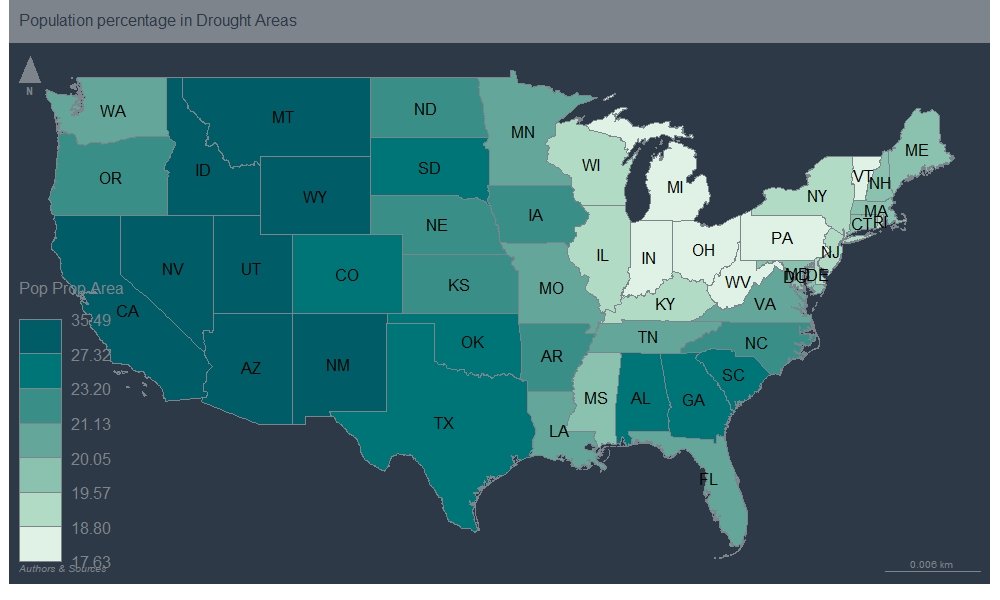 Population percentage in Drought Areas
N
WA
MT
ND
MN
ME
OR
ID
SD
WI
VT
NH
WY
MI
NY
MA
IA
CT
RI
NE
PA
NV
UT
CO
IL
IN
OH
NJ
MD
DC
DE
KS
MO
WV
VA
KY
CA
OK
TN
NC
AZ
NM
AR
SC
TX
MS
AL
GA
LA
FL
Pop Prop Area
35.49
27.32
23.20
21.13
20.05
19.57
18.80
17.63
Authors & Sources
0.006 km